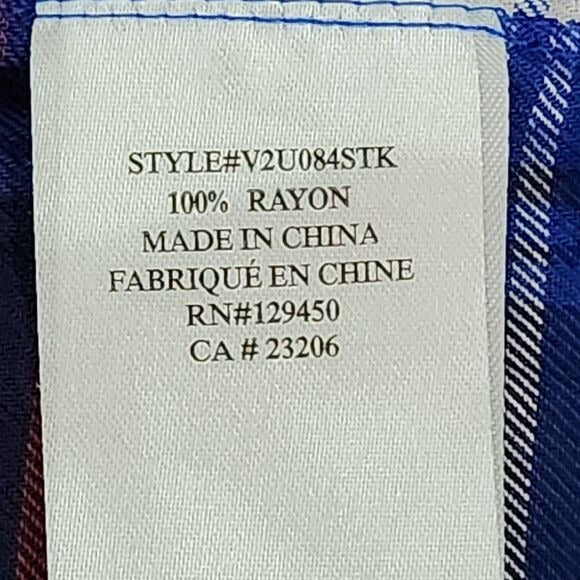 STYLE#V2U084STK
100% RAYON
MADE IN CHINA
FABRIQUÉ EN CHINE
RN#129450
CA # 23206